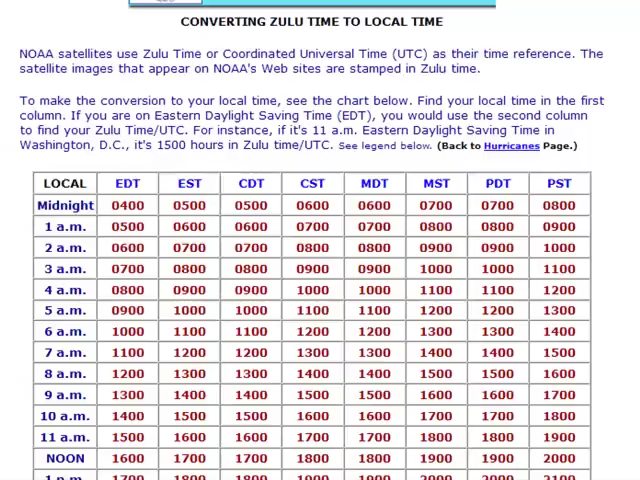 CONVERTING ZULU TIME TO LOCAL TIME
NOAA satellites use Zulu Time or Coordinated Universal Time (UTC) as their time reference. The
satellite images that appear on NOAA's Web sites are stamped in Zulu time.
To make the conversion to your local time, see the chart below. Find your local time in the first
column. If you are on Eastern Daylight Saving Time (EDT), you would use the second column
to find your Zulu Time/UTC. For instance, if it's 11 a.m. Eastern Daylight Saving Time in
Washington, D.C., it's 1500 hours in Zulu time/UTC. See legend below. (Back to Hurricanes Page.)
LOCAL EDT EST CDT CST MDT MST PDT PST
Midnight 0400 0500 0500 0600 0600 0700 0700 0800
1 a.m. 0500 0600 0600 0700 0700 0800 0800 0900
2 a.m. 0600 0700 0700 0800 0800 0900 0900 1000
3 a.m. 0700 0800 0800 0900 0900 1000 1000 1100
4 a.m. 0800 0900 0900 1000 1000 1100 1100 1200
5 a.m. 0900 1000 1000 1100 1100 1200 1200 1300
6 a.m. 1000 1100 1100 1200 1200 1300 1300 1400
7 a.m. 1100 1200 1200 1300 1300 1400 1400 1500
8 a.m. 1200 1300 1300 1400 1400 1500 1500 1600
9 a.m. 1300 1400 1400 1500 1500 1600 1600 1700
10 a.m. 1400 1500 1500 1600 1600 1700 1700 1800
11 a.m. 1500 1600 1600 1700 1700 1800 1800 1900
NOON 1600 1700 1700 1800 1800 1900 1900 2000
1 p.m. 1700 1800 1800 1900 1900 2000 2000 2100